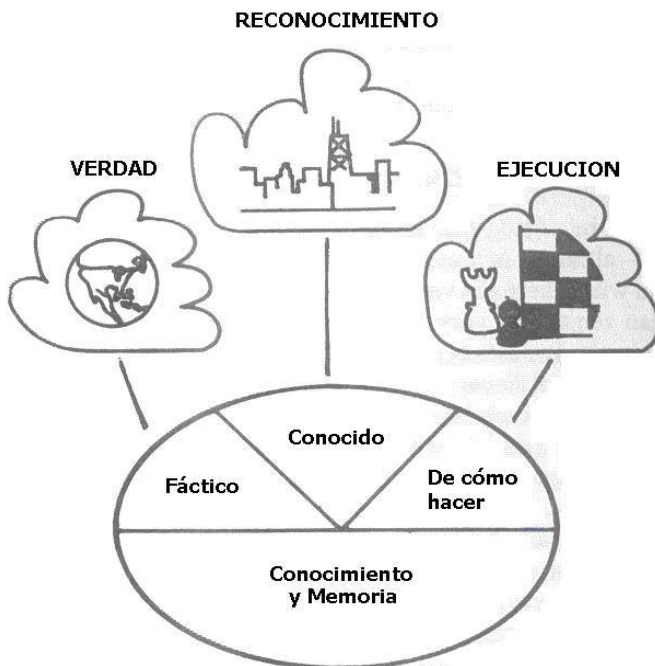 RECONOCIMIENTO
VERDAD
EJECUCION
Conocido
Fáctico
De cómo
hacer
Conocimiento
y Memoria